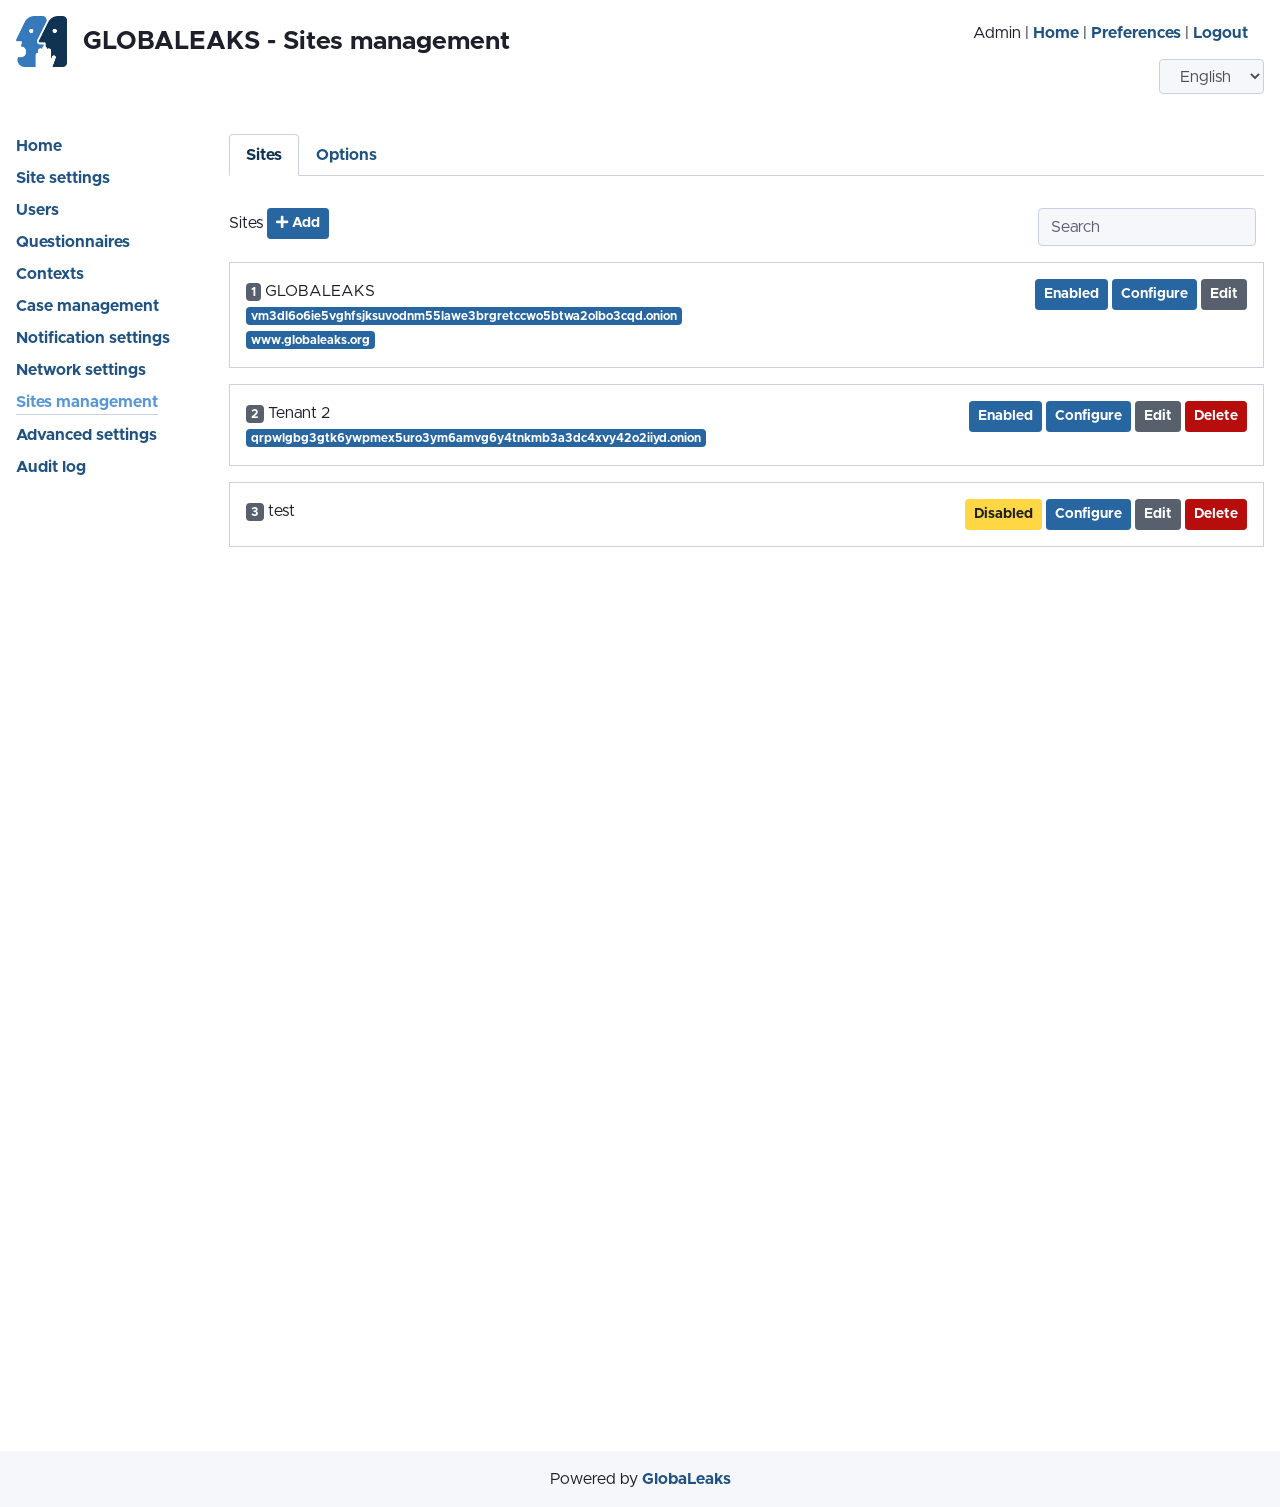 GLOBALEAKS - Sites management
Admin | Home | Preferences | Logout
English
Home
Site settings
Users
Questionnaires
Contexts
Case management
Notification settings
Network settings
Sites management
Advanced settings
Audit log
Sites Options
Sites + Add
Search
1 GLOBALEAKS
Enabled Configure Edit
vm3dl6o6ie5vghfsjksuvodnm55lawe3brgretccwo5btwa2olbo3cqd.onion
www.globaleaks.org
2 Tenant 2
Enabled Configure Edit Delete
qrpwlgbg3gtk6ywpmex5uro3ym6amvg6y4tnkmb3a3dc4xvy42o2iiyd.onion
3 test
Disabled Configure Edit Delete
Powered by GlobaLeaks